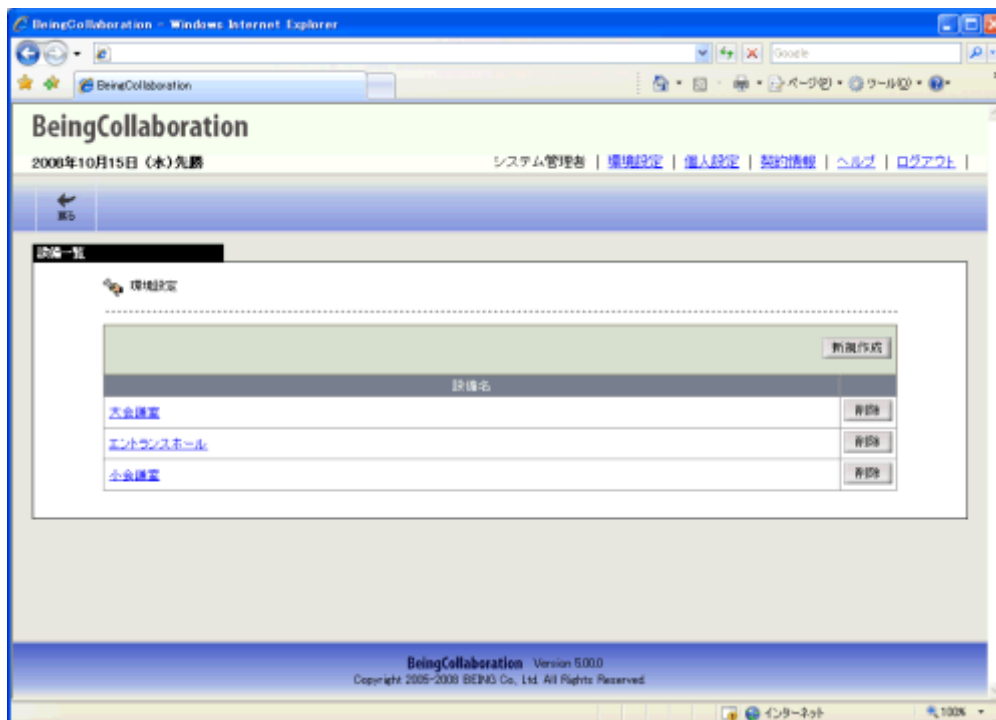 BeingCollaboration - Windows Internet Explorer
Google
BeingCollaboration
ページ(P)
ツール(O)
BeingCollaboration
2008年10月15日 (水)先勝
システム管理者 | 環境設定 | 個人設定 | 契約情報 | ヘルプ | ログアウト |
戻る
設備一覧
環境設定
新規作成
設備名
大会議室
削除
エントランスホール
削除
小会議室
削除
BeingCollaboration Version 5.00.0
Copyright 2005-2008 BEING Co., Ltd. All Rights Reserved.
インターネット
100%